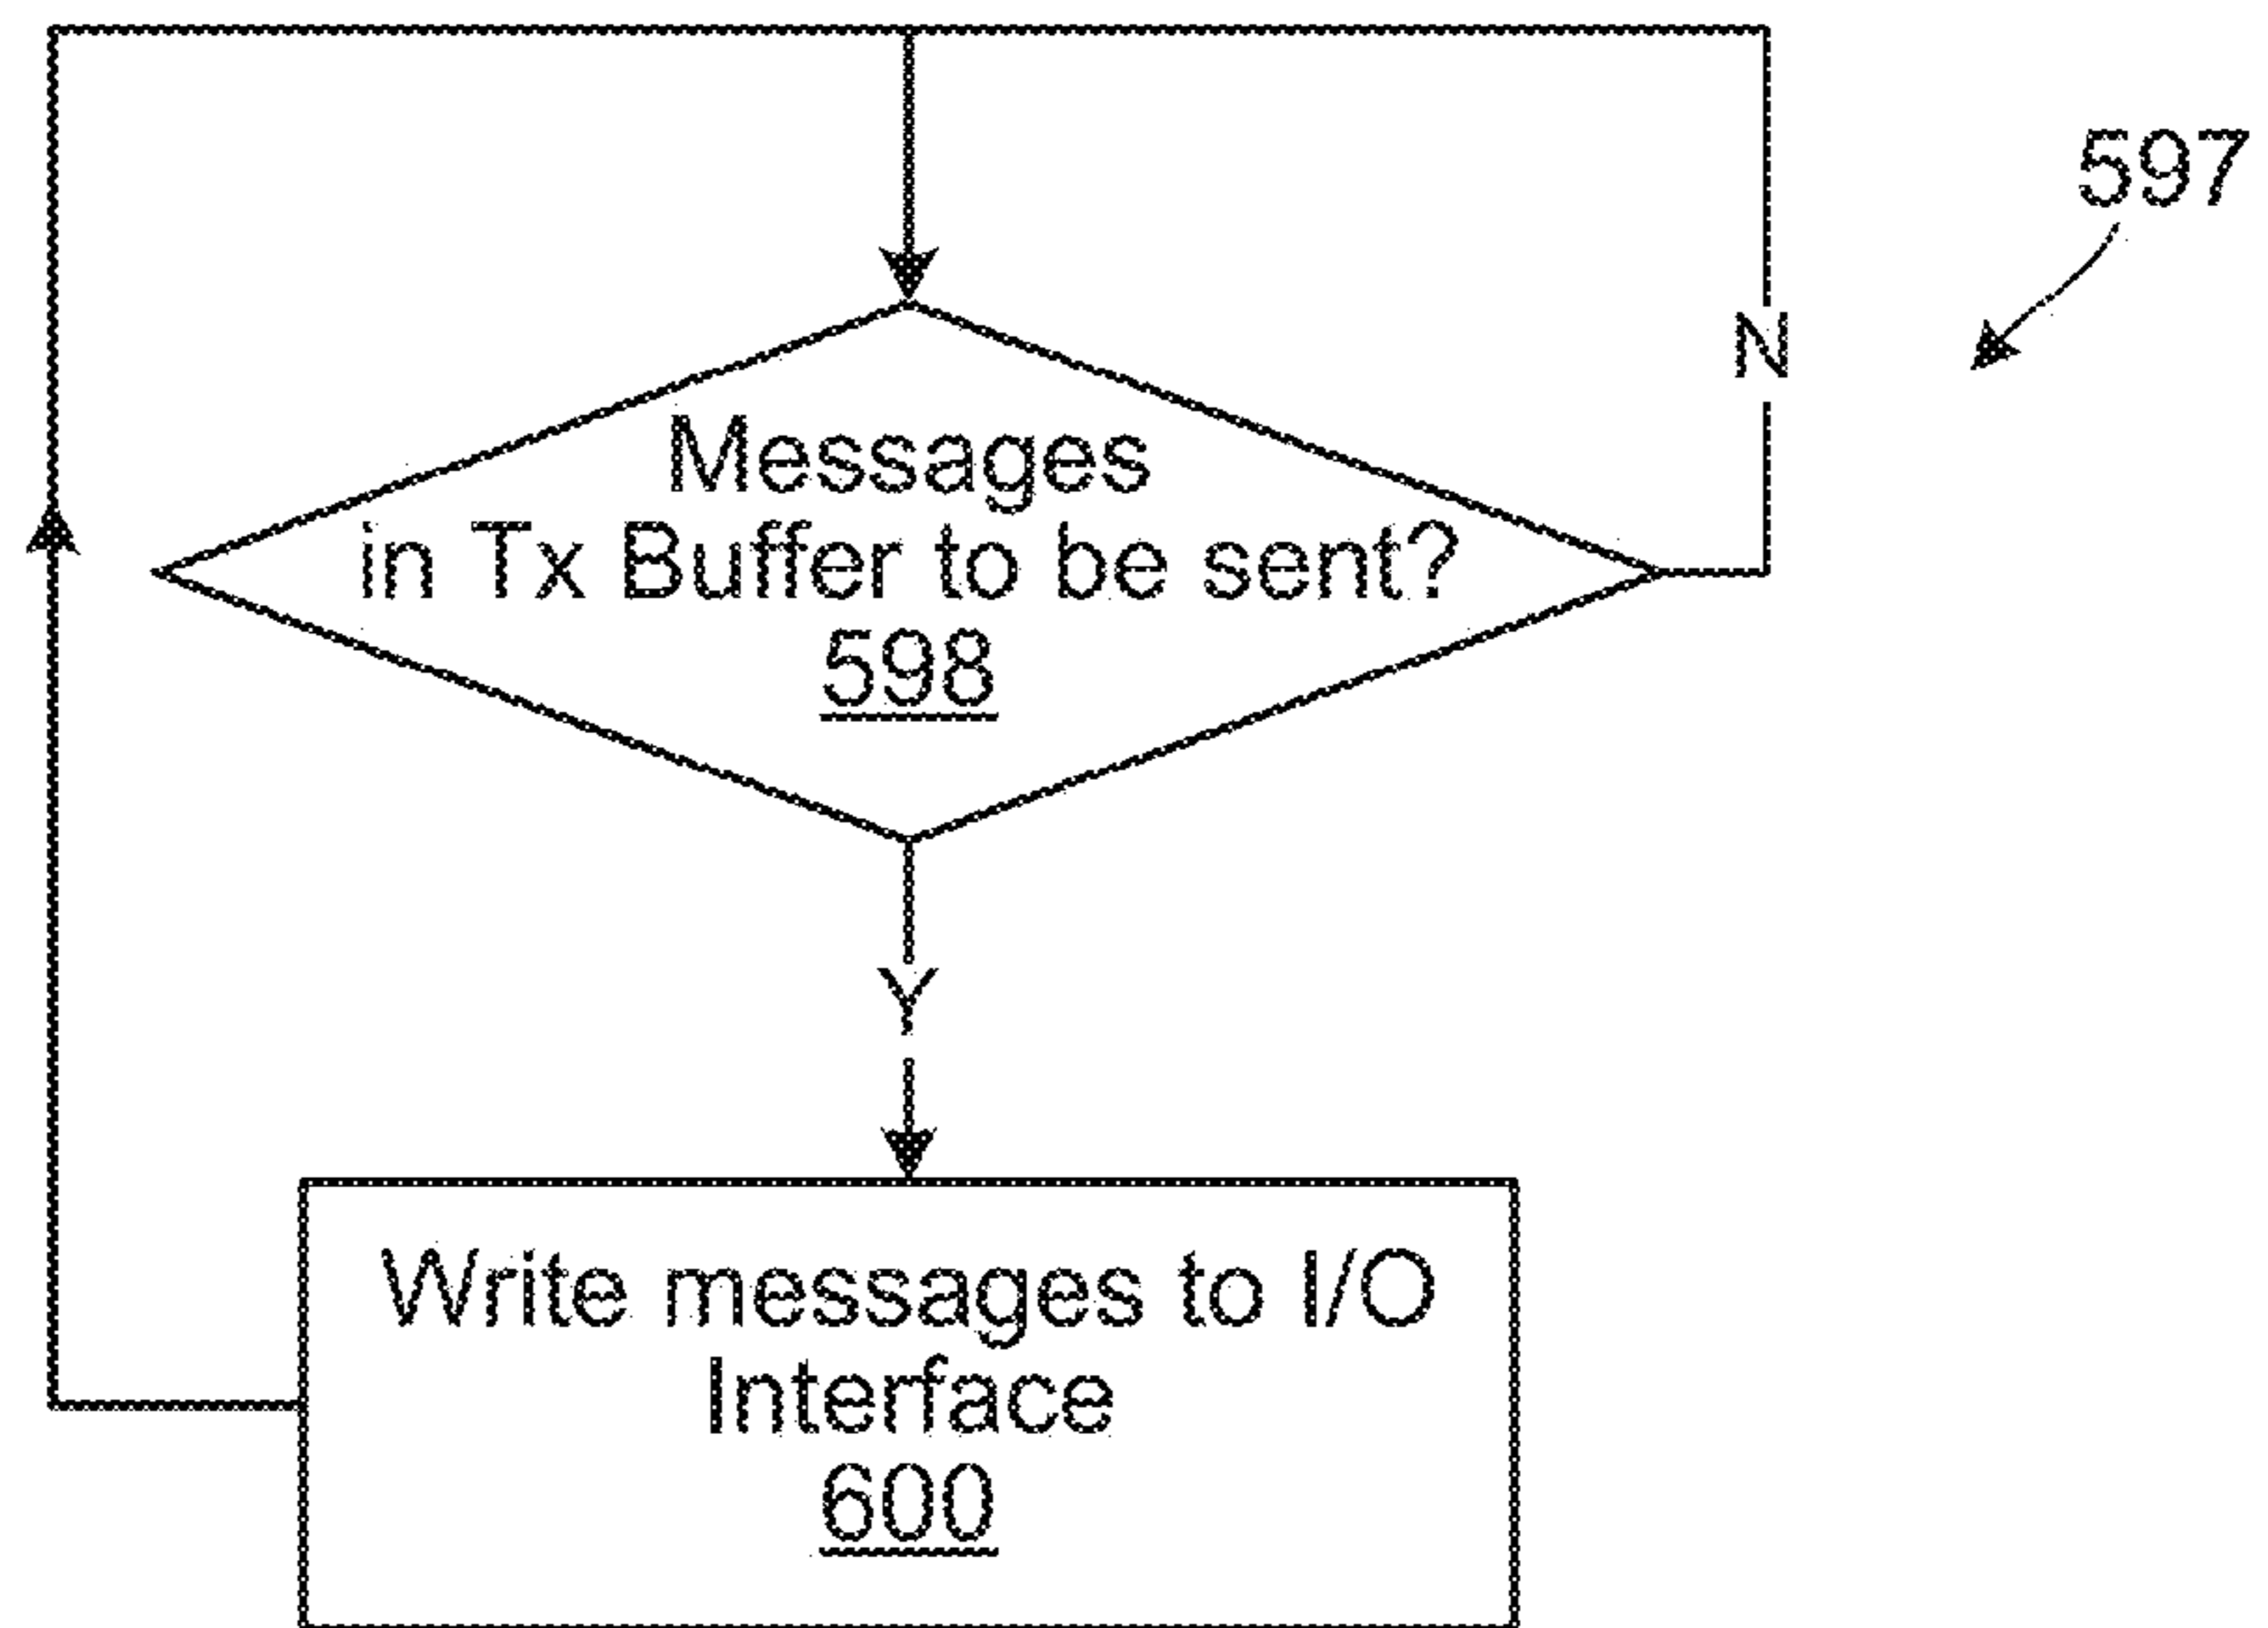 597
N
Messages
in Tx Buffer to be sent?
598
Y
Write messages to I/O
Interface
600